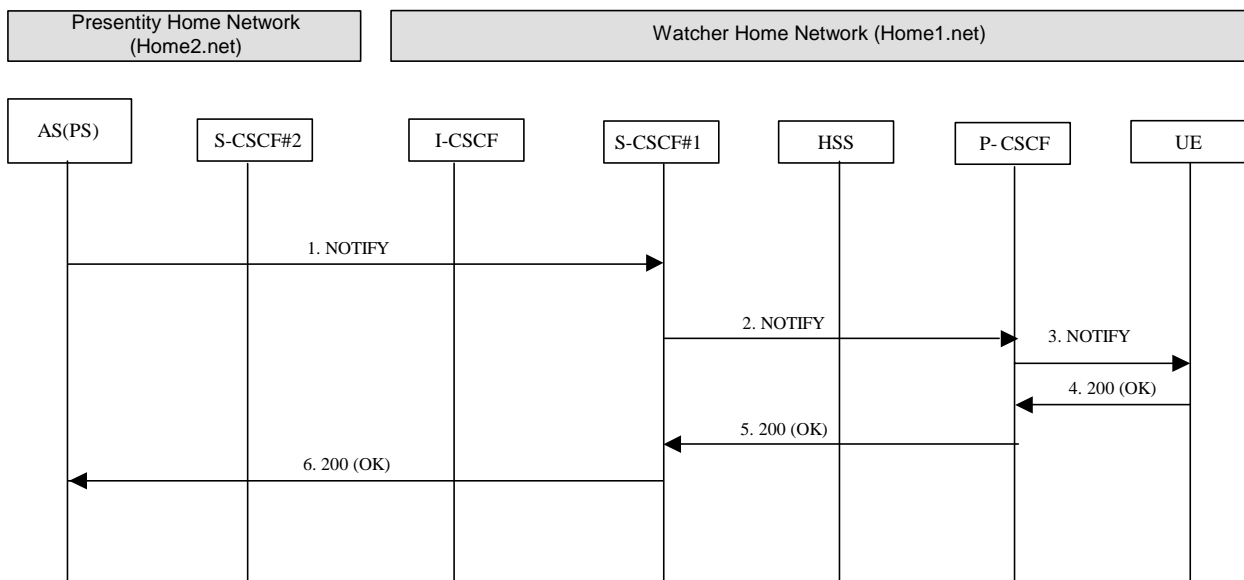 Presentity Home Network
(Home2.net)
Watcher Home Network (Home1.net)
AS(PS)
S-CSCF#2
I-CSCF
S-CSCF#1
HSS
P- CSCF
UE
1. NOTIFY
2. NOTIFY
3. NOTIFY
4. 200 (OK)
5. 200 (OK)
6. 200 (OK)